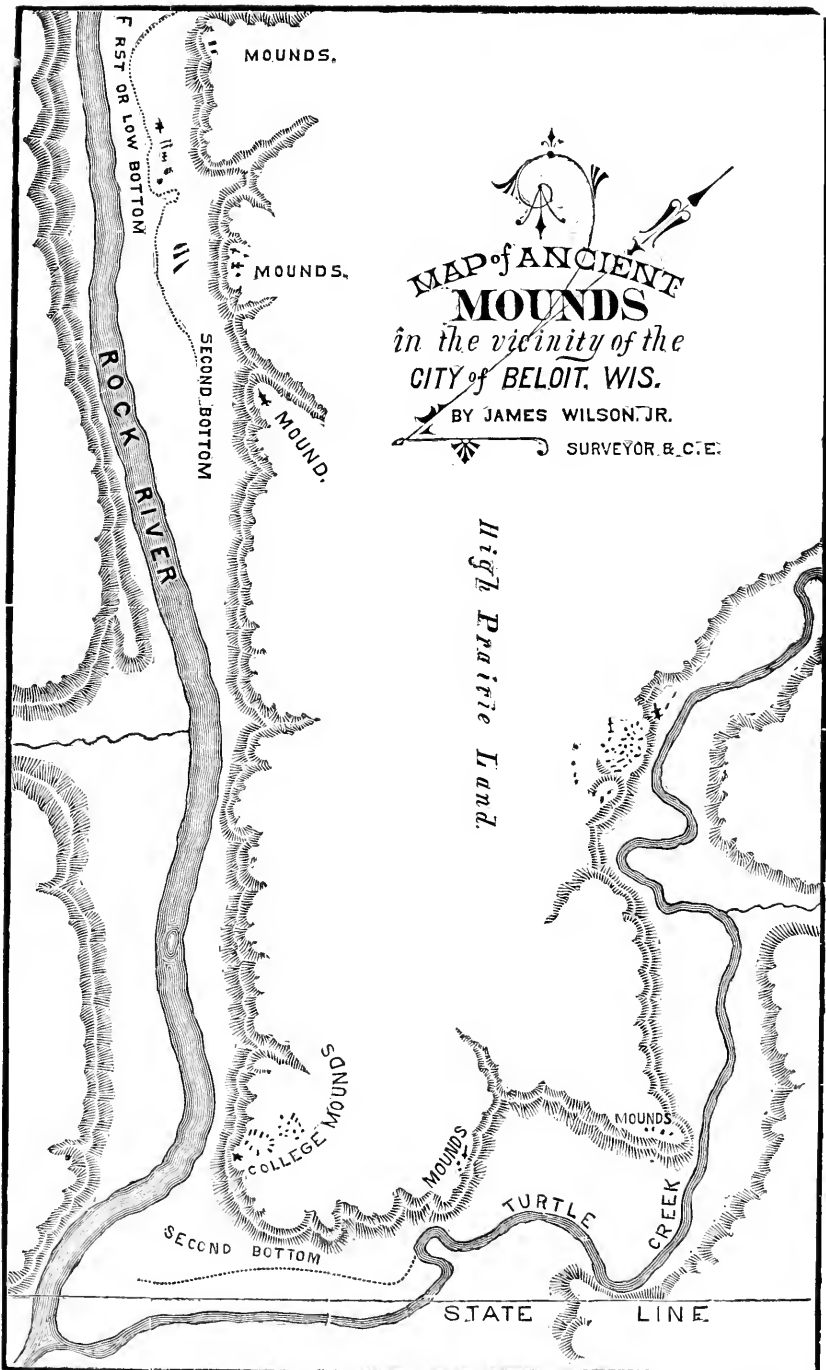 MAP of ANCIENT
MOUNDS
in the vicinity of the
CITY of BELOIT, WIS.
BY JAMES WILSON, JR.
SURVEYOR & C. E.
MOUNDS.
F RST OR LOW BOTTOM
MOUNDS.
SECOND BOTTOM
MOUND.
ROCK RIVER
High Prairie Land.
COLLEGE MOUNDS
MOUNDS
MOUNDS
TURTLE CREEK
SECOND BOTTOM
STATE LINE